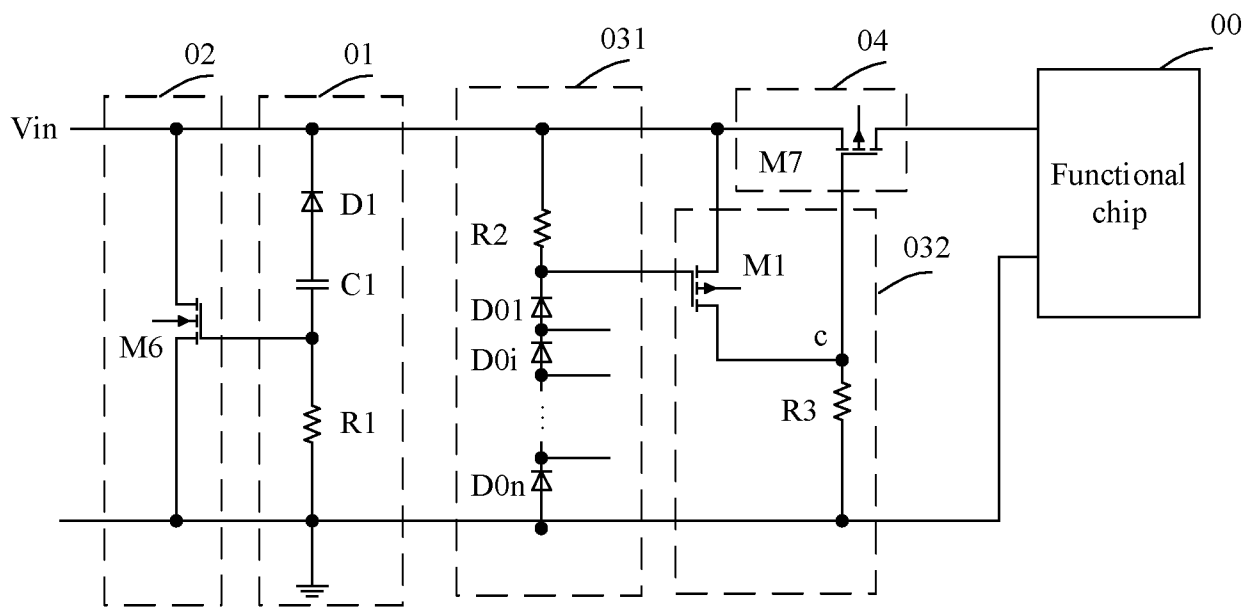 02
01
031
04
00
Vin
M7
Functional
chip
D1
R2
M1
032
C1
D01
M6
D0i
c
R1
R3
D0n